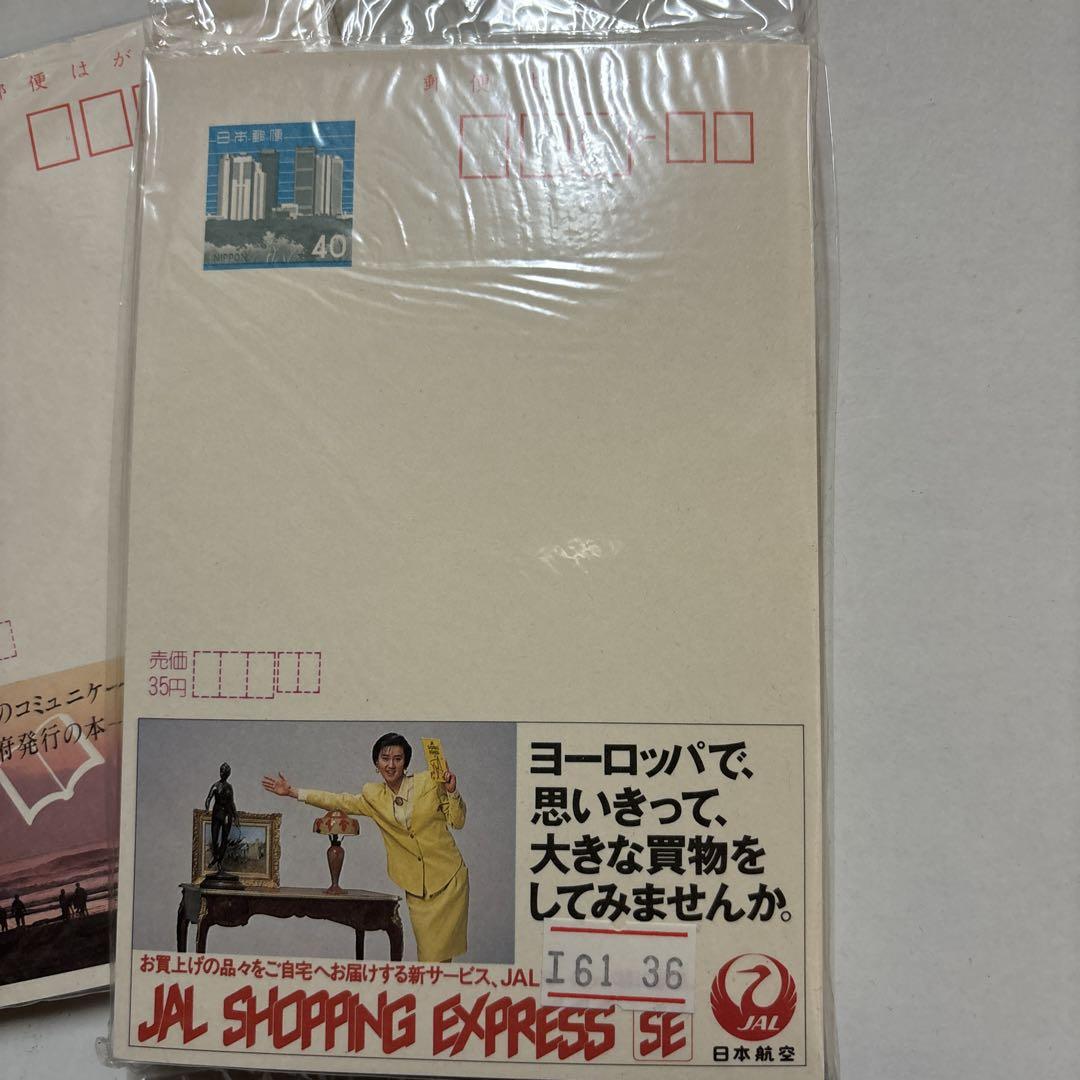 便はが
郵便は
日本郵便
40
NIPPON
売価
35円
のコミュニケー
府発行の本
ヨーロッパで、
思いきって、
大きな買物を
してみませんか。
お買上げの品々をご自宅へお届けする新サービス、JAL
I61 36
JAL SHOPPING EXPRESS SE
JAL
日本航空